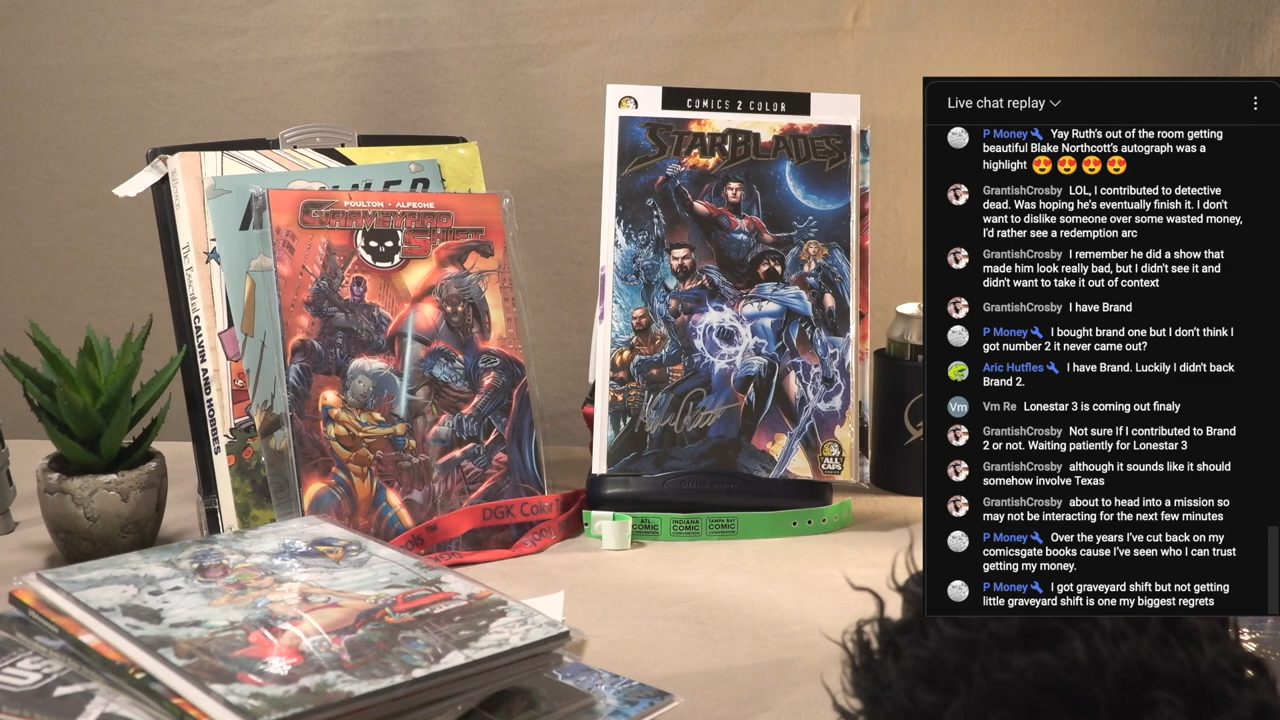 COMICS 2 COLOR
STARBLADES
ALL
CAPS
COMICS
POULTON • ALPECHE
GRAVEYARD
SHIFT
The Essential CALVIN AND HOBBES
Watterson
DGK Color Tools
ATL
COMIC
CONVENTION
INDIANA
COMIC
CONVENTION
TAMPA BAY
COMIC
CONVENTION
Live chat replay
P Money Yay Ruth's out of the room getting
beautiful Blake Northcott's autograph was a
highlight 😍 😍 😍 😍
GrantishCrosby LOL, I contributed to detective
dead. Was hoping he's eventually finish it. I don't
want to dislike someone over some wasted money,
I'd rather see a redemption arc
GrantishCrosby I remember he did a show that
made him look really bad, but I didn't see it and
didn't want to take it out of context
GrantishCrosby I have Brand
P Money I bought brand one but I don't think I
got number 2 it never came out?
Aric Hutfles I have Brand. Luckily I didn't back
Brand 2.
Vm
Vm Re Lonestar 3 is coming out finaly
GrantishCrosby Not sure If I contributed to Brand
2 or not. Waiting patiently for Lonestar 3
GrantishCrosby although it sounds like it should
somehow involve Texas
GrantishCrosby about to head into a mission so
may not be interacting for the next few minutes
P Money Over the years I've cut back on my
comicsgate books cause I've seen who I can trust
getting my money.
P Money I got graveyard shift but not getting
little graveyard shift is one my biggest regrets